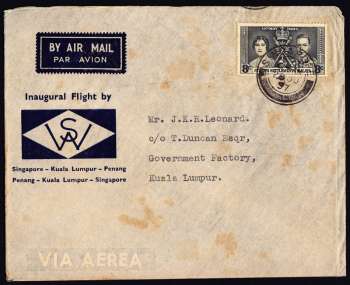 BY AIR MAIL
PAR AVION
Inaugural Flight by
WSA
Singapore - Kuala Lumpur - Penang
Penang - Kuala Lumpur - Singapore
Mr. J.K.R.Leonard.
c/o T.Duncan Esqr,
Government Factory,
Kuala Lumpur.
VIA AEREA